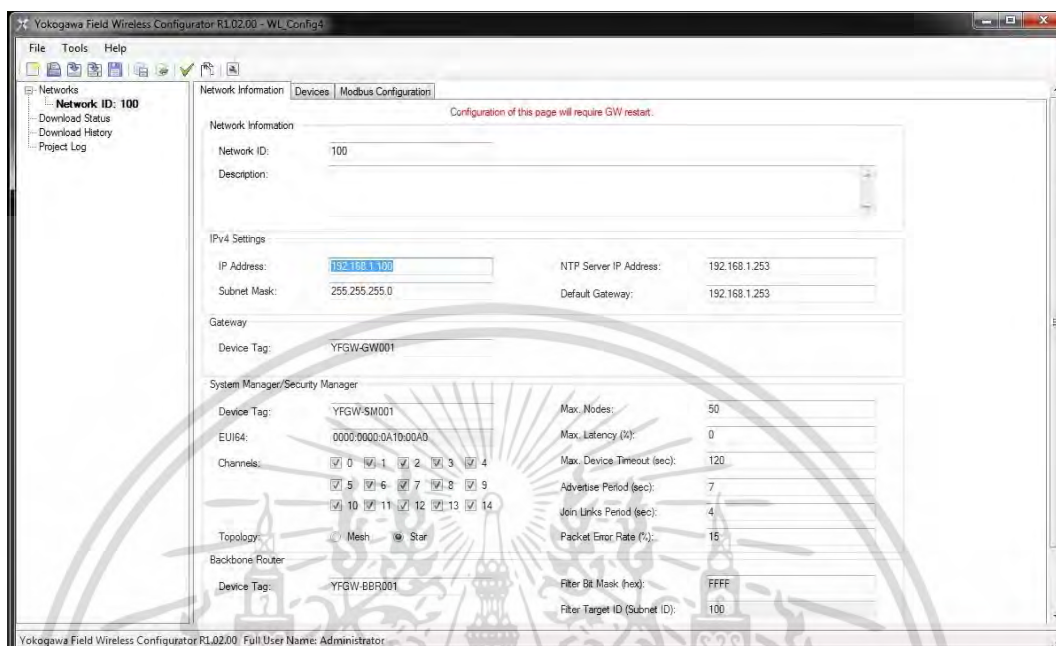 Yokogawa Field Wireless Configurator R1.02.00 - WL_Config4
File Tools Help
Networks
Network ID: 100
Download Status
Download History
Project Log
Network Information Devices Modbus Configuration
Configuration of this page will require GW restart.
Network Information
Network ID: 100
Description:
IPv4 Settings
IP Address: 192.168.1.100 NTP Server IP Address: 192.168.1.253
Subnet Mask: 255.255.255.0 Default Gateway: 192.168.1.253
Gateway
Device Tag: YFGW-GW001
System Manager/Security Manager
Device Tag: YFGW-SM001 Max. Nodes: 50
EUI64: 0000:0000:0A10:00A0 Max. Latency (%): 0
Channels: 0 1 2 3 4 Max. Device Timeout (sec): 120
5 6 7 8 9 Advertise Period (sec): 7
10 11 12 13 14 Join Links Period (sec): 4
Topology: Mesh Star Packet Error Rate (%): 15
Backbone Router
Device Tag: YFGW-BBR001 Filter Bit Mask (hex): FFFF
Filter Target ID (Subnet ID): 100
Yokogawa Field Wireless Configurator R1.02.00 Full User Name: Administrator